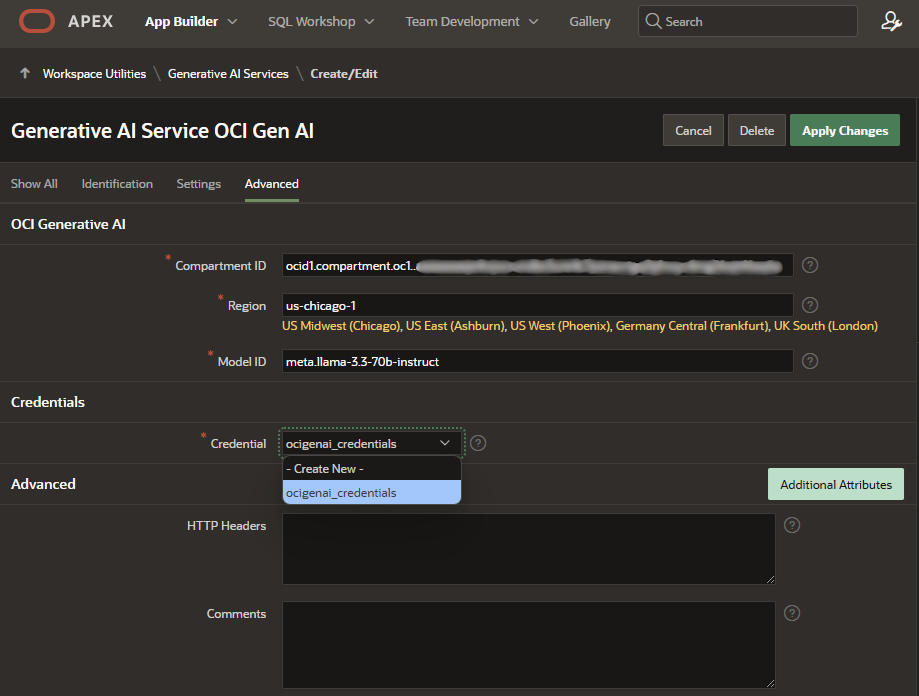 APEX App Builder SQL Workshop Team Development Gallery Search
Workspace Utilities \ Generative AI Services \ Create/Edit
Generative AI Service OCI Gen AI Cancel Delete Apply Changes
Show All Identification Settings Advanced
OCI Generative AI
* Compartment ID ocid1.compartment.oc1.. ?
* Region us-chicago-1 ?
US Midwest (Chicago), US East (Ashburn), US West (Phoenix), Germany Central (Frankfurt), UK South (London)
* Model ID meta.llama-3.3-70b-instruct ?
Credentials
* Credential ocigenai_credentials ?
- Create New -
ocigenai_credentials
Advanced Additional Attributes
HTTP Headers ?
Comments ?